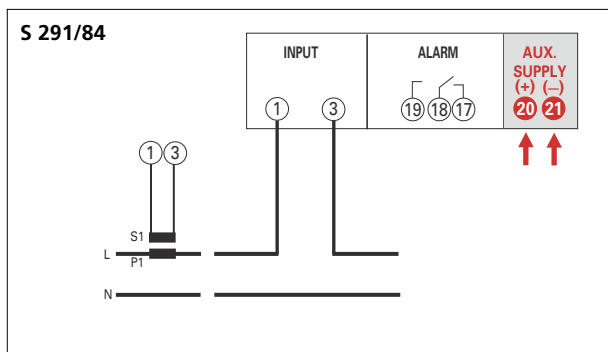 S 291/84
INPUT
ALARM
AUX.
SUPPLY
(+) (–)
1
3
19 18 17
20 21
1 3
S1
L
P1
N